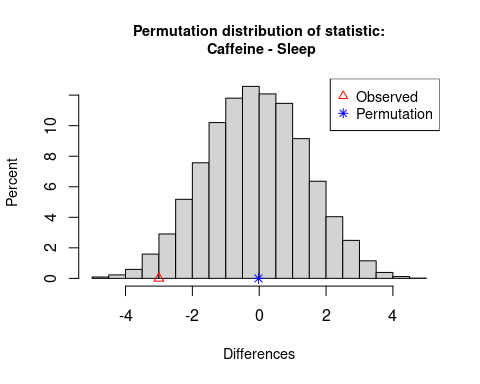 Permutation distribution of statistic:
Caffeine - Sleep
Observed
Permutation
Percent
10
8
6
4
2
0
-4
-2
0
2
4
Differences